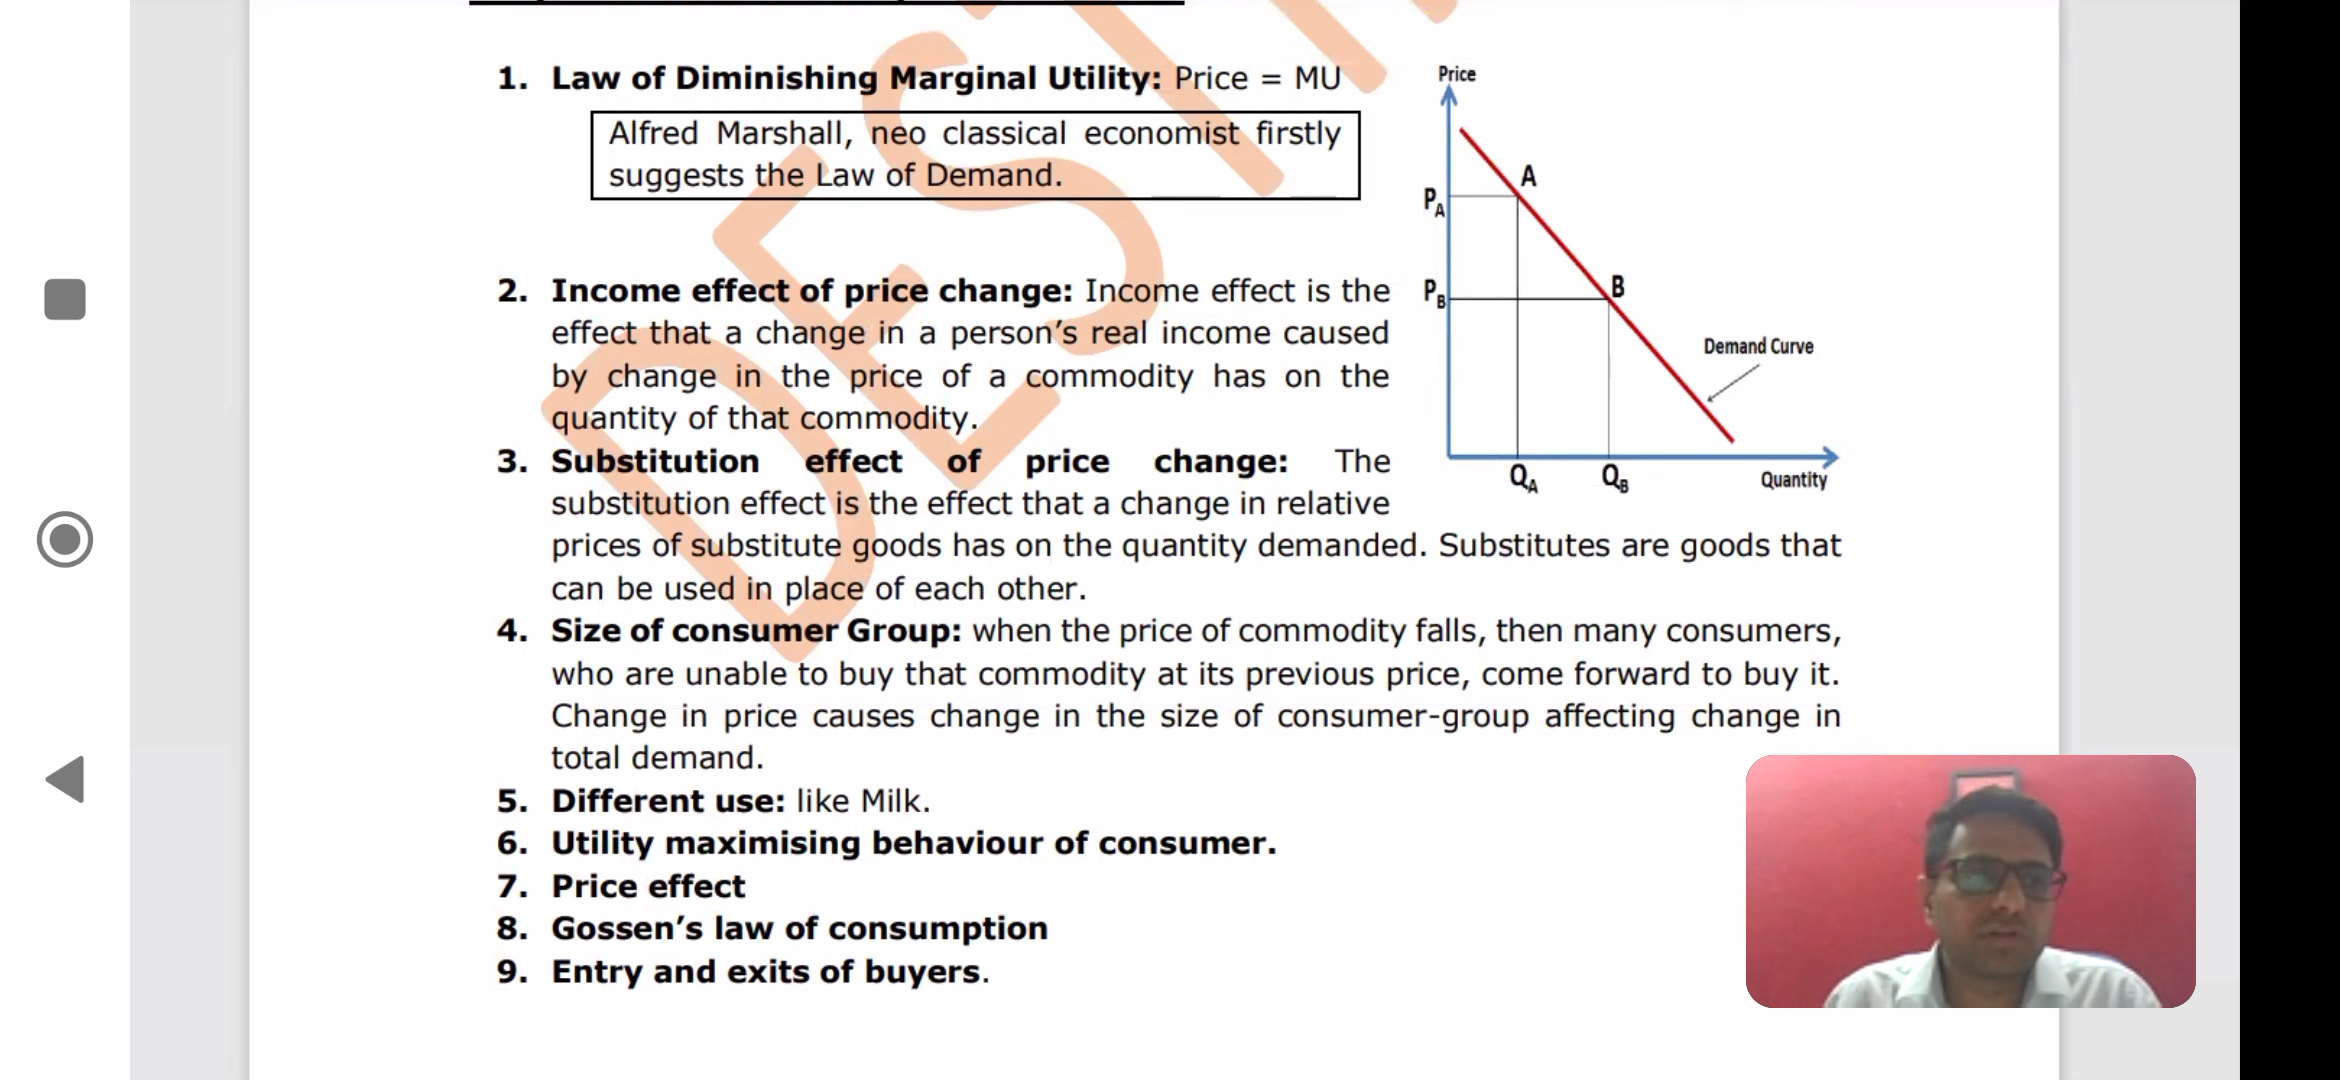 1. Law of Diminishing Marginal Utility: Price = MU
Alfred Marshall, neo classical economist firstly
suggests the Law of Demand.
2. Income effect of price change: Income effect is the
effect that a change in a person's real income caused
by change in the price of a commodity has on the
quantity of that commodity.
3. Substitution effect of price change: The
substitution effect is the effect that a change in relative
prices of substitute goods has on the quantity demanded. Substitutes are goods that
can be used in place of each other.
4. Size of consumer Group: when the price of commodity falls, then many consumers,
who are unable to buy that commodity at its previous price, come forward to buy it.
Change in price causes change in the size of consumer-group affecting change in
total demand.
5. Different use: like Milk.
6. Utility maximising behaviour of consumer.
7. Price effect
8. Gossen's law of consumption
9. Entry and exits of buyers.
Price
A
PA
B
PB
Demand Curve
QA QB Quantity